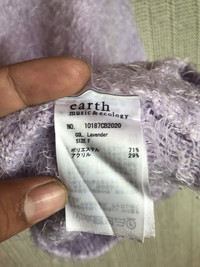 earth
music&ecology
NO. 10187C82020
COL. Lavender
SIZE F
ポリエステル 71%
アクリル 29%